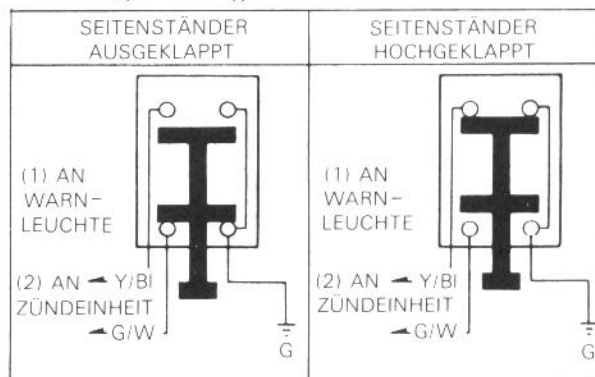 SEITENSTÄNDER
AUSGEKLAPPT
SEITENSTÄNDER
HOCHGEKLAPPT
(1) AN
WARN-
LEUCHTE
(2) AN Y/Bl
ZÜNDEINHEIT
G/W
G
(1) AN
WARN-
LEUCHTE
(2) AN Y/Bl
ZÜNDEINHEIT
G/W
G